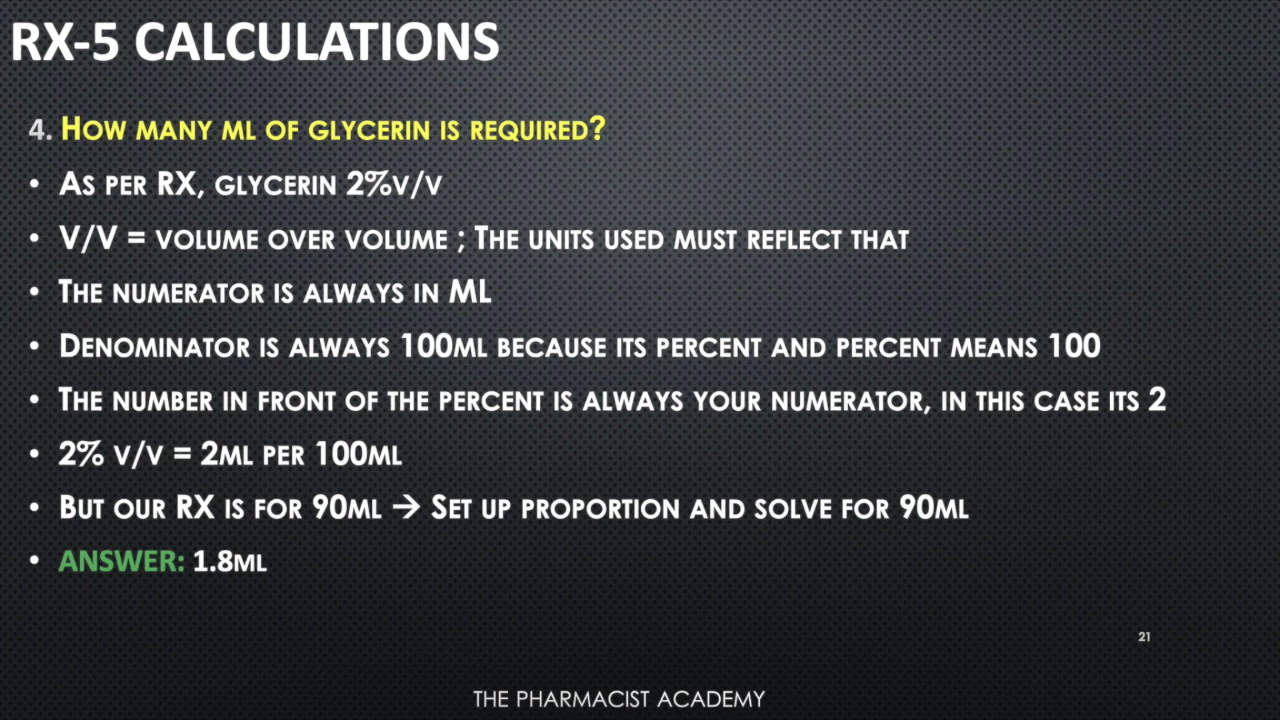 RX-5 CALCULATIONS
4. HOW MANY ML OF GLYCERIN IS REQUIRED?
• AS PER RX, GLYCERIN 2%V/V
• V/V = VOLUME OVER VOLUME ; THE UNITS USED MUST REFLECT THAT
• THE NUMERATOR IS ALWAYS IN ML
• DENOMINATOR IS ALWAYS 100ML BECAUSE ITS PERCENT AND PERCENT MEANS 100
• THE NUMBER IN FRONT OF THE PERCENT IS ALWAYS YOUR NUMERATOR, IN THIS CASE ITS 2
• 2% V/V = 2ML PER 100ML
• BUT OUR RX IS FOR 90ML → SET UP PROPORTION AND SOLVE FOR 90ML
• ANSWER: 1.8ML
21
THE PHARMACIST ACADEMY